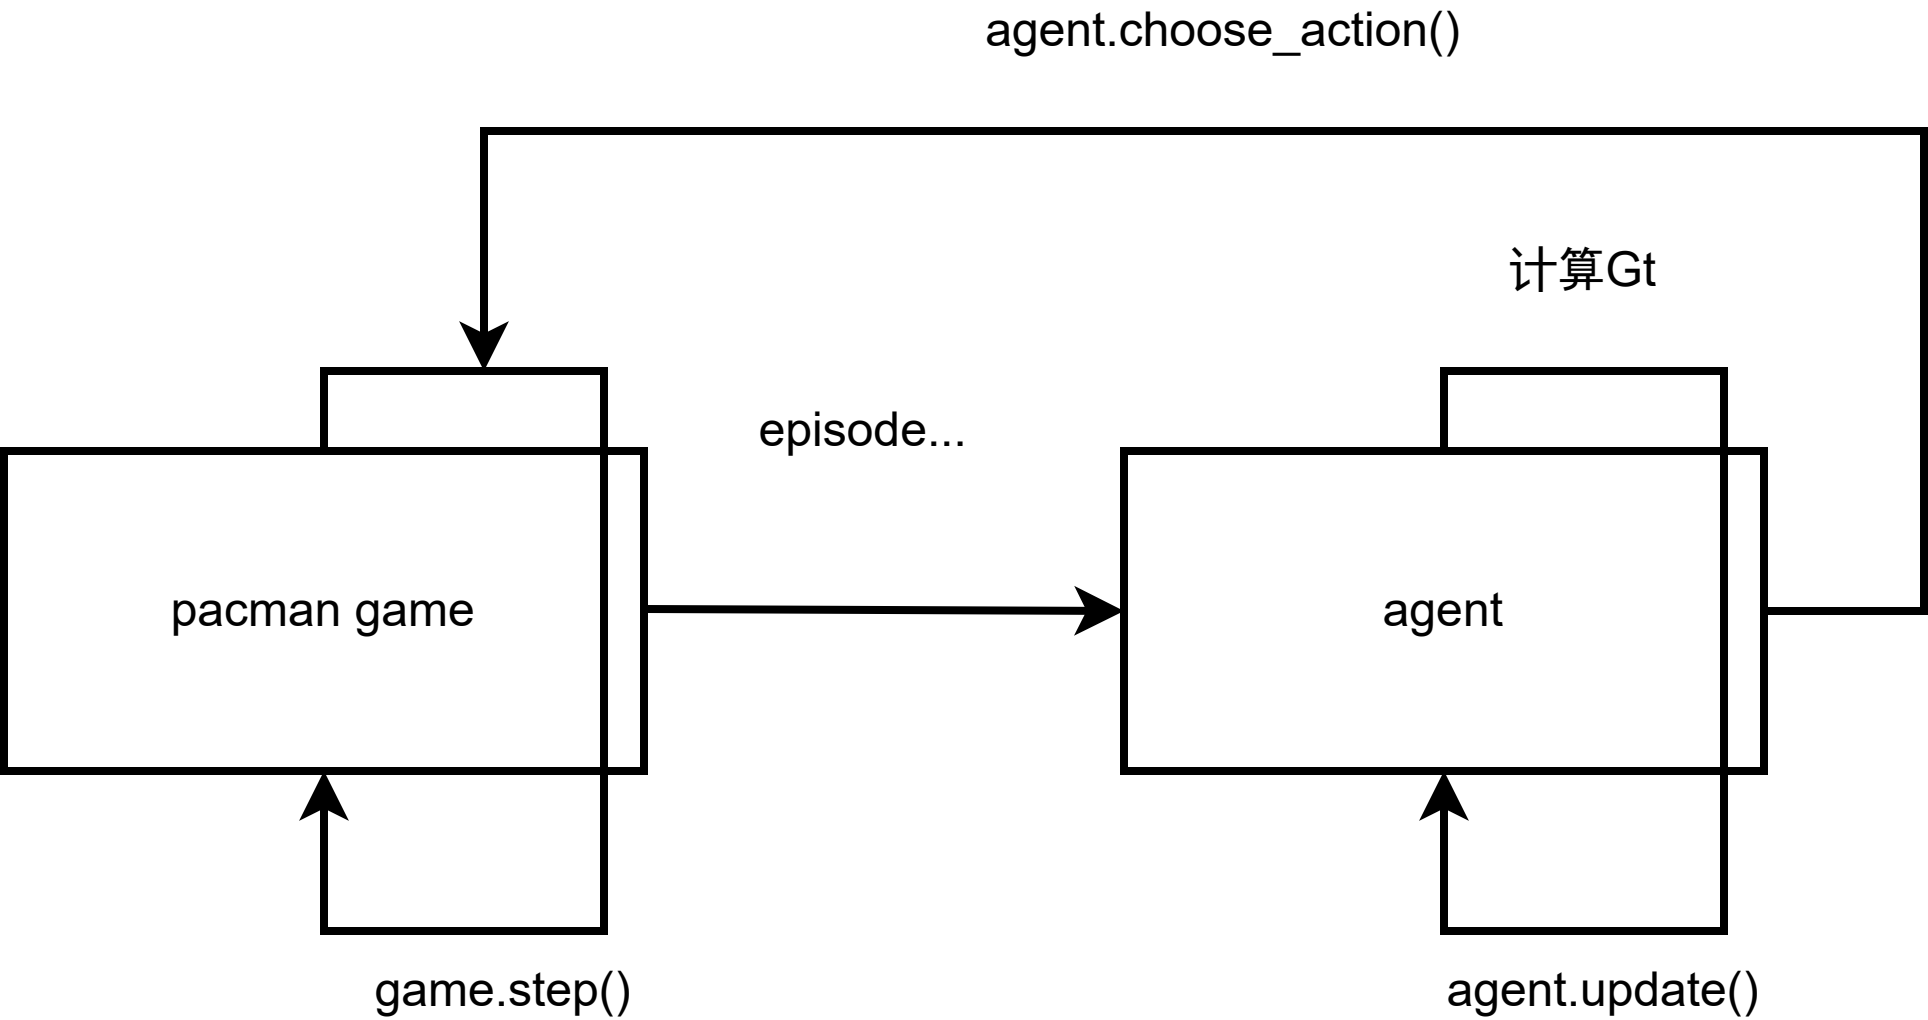 agent.choose_action()
计算Gt
episode...
pacman game
agent
game.step()
agent.update()